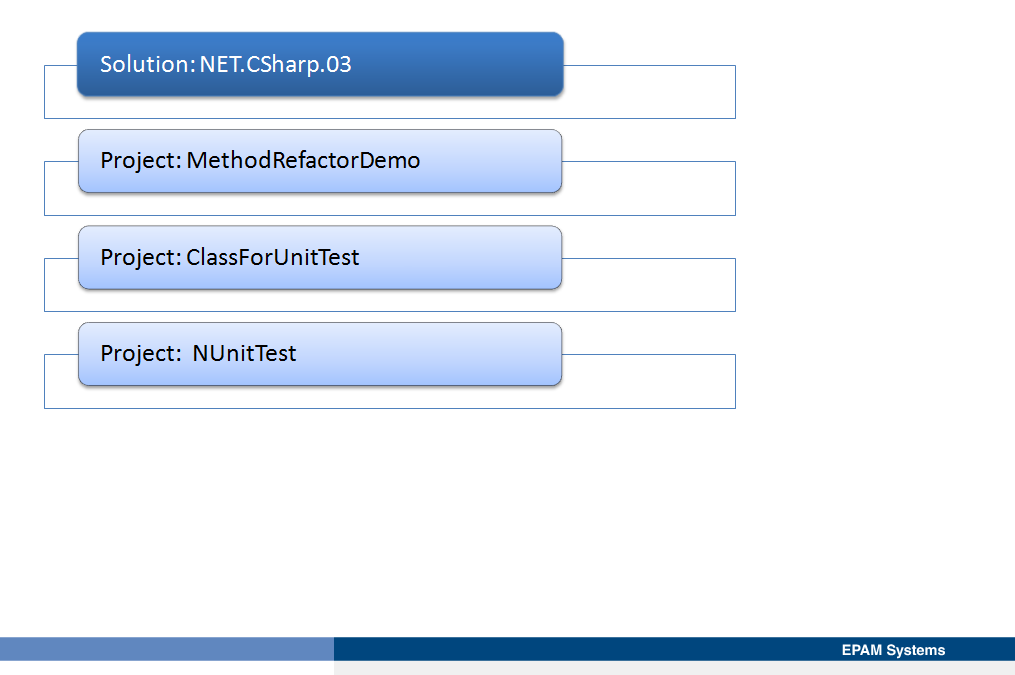 Solution: NET.CSharp.03
Project: MethodRefactorDemo
Project: ClassForUnitTest
Project: NUnitTest
EPAM Systems